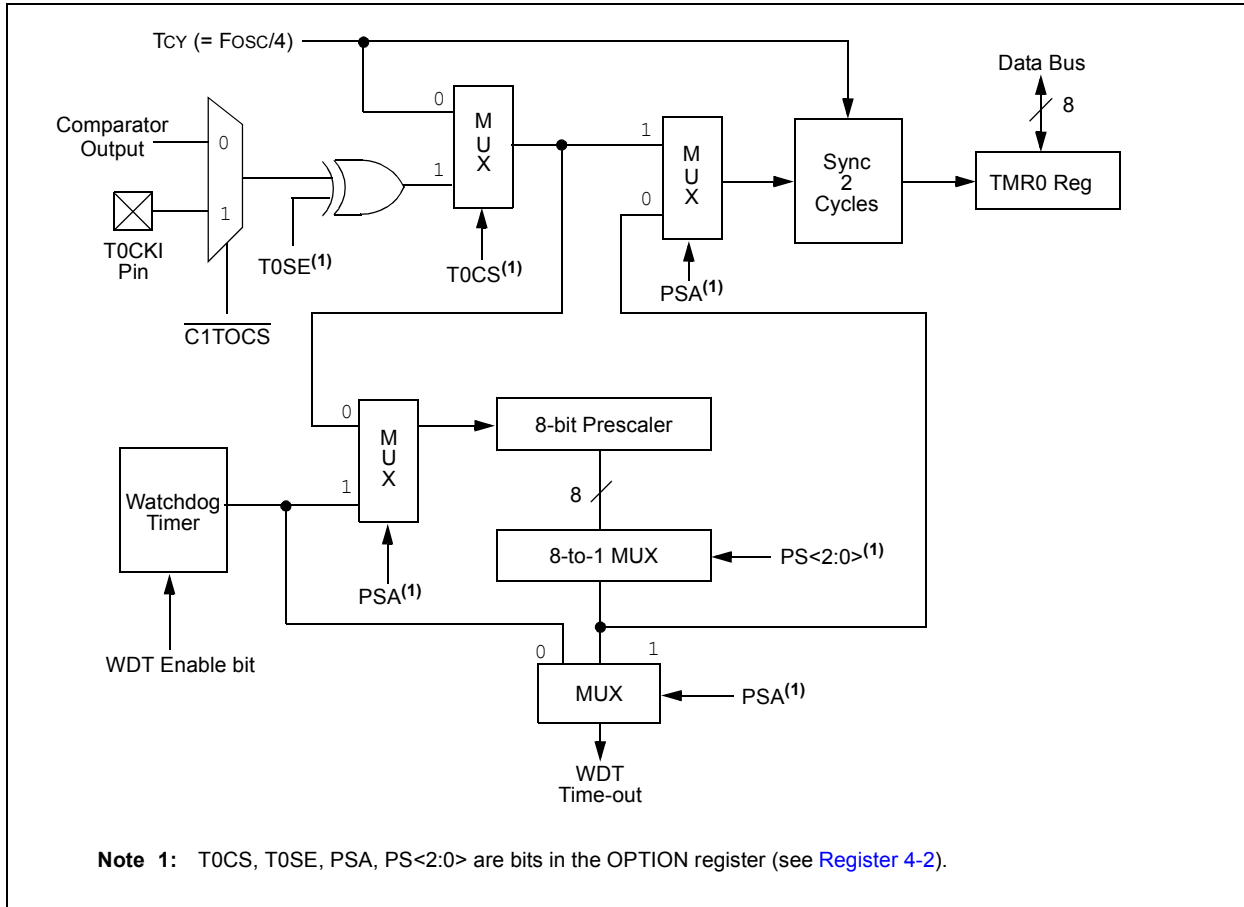 TCY (= FOSC/4)
Data Bus
8
0
M
U
X
1
Comparator
Output
0
1
T0CKI
Pin
C1TOCS
T0SE(1)
T0CS(1)
1
0
M
U
X
PSA(1)
Sync
2
Cycles
TMR0 Reg
0
1
M
U
X
PSA(1)
8-bit Prescaler
8
8-to-1 MUX
PS<2:0>(1)
Watchdog
Timer
WDT Enable bit
0
1
MUX
PSA(1)
WDT
Time-out
Note 1: T0CS, T0SE, PSA, PS<2:0> are bits in the OPTION register (see Register 4-2).